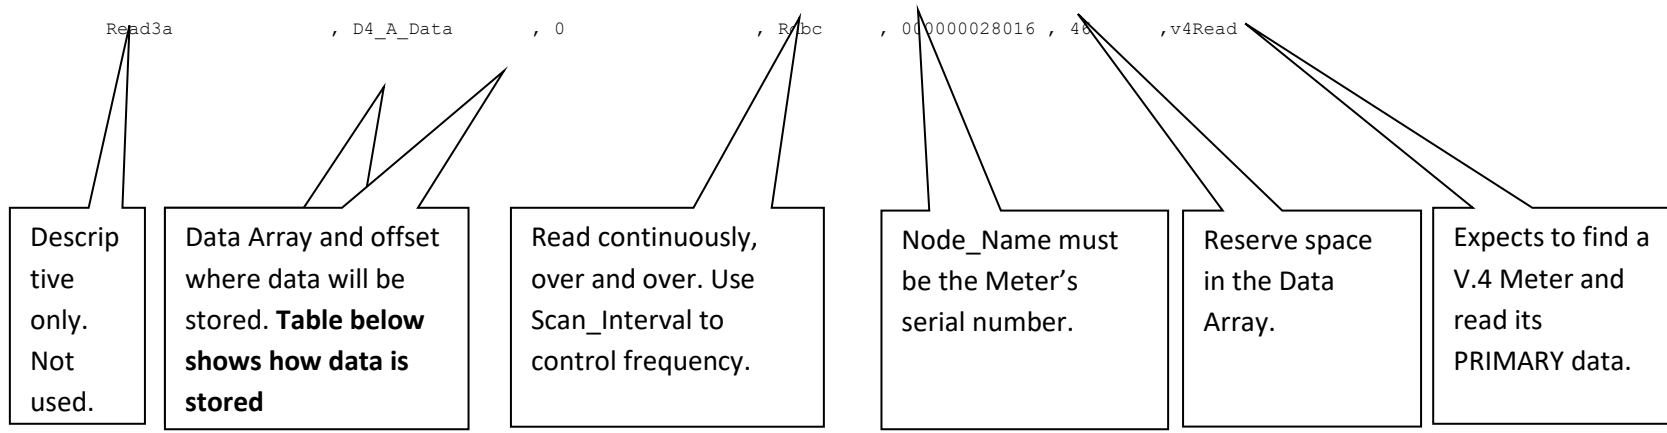 Read3a , D4_A_Data , 0 , Rdbc , 000000028016 , 46 ,v4Read
Descrip
tive
only.
Not
used.
Data Array and offset
where data will be
stored. Table below
shows how data is
stored
Read continuously,
over and over. Use
Scan_Interval to
control frequency.
Node_Name must
be the Meter’s
serial number.
Reserve space
in the Data
Array.
Expects to find a
V.4 Meter and
read its
PRIMARY data.